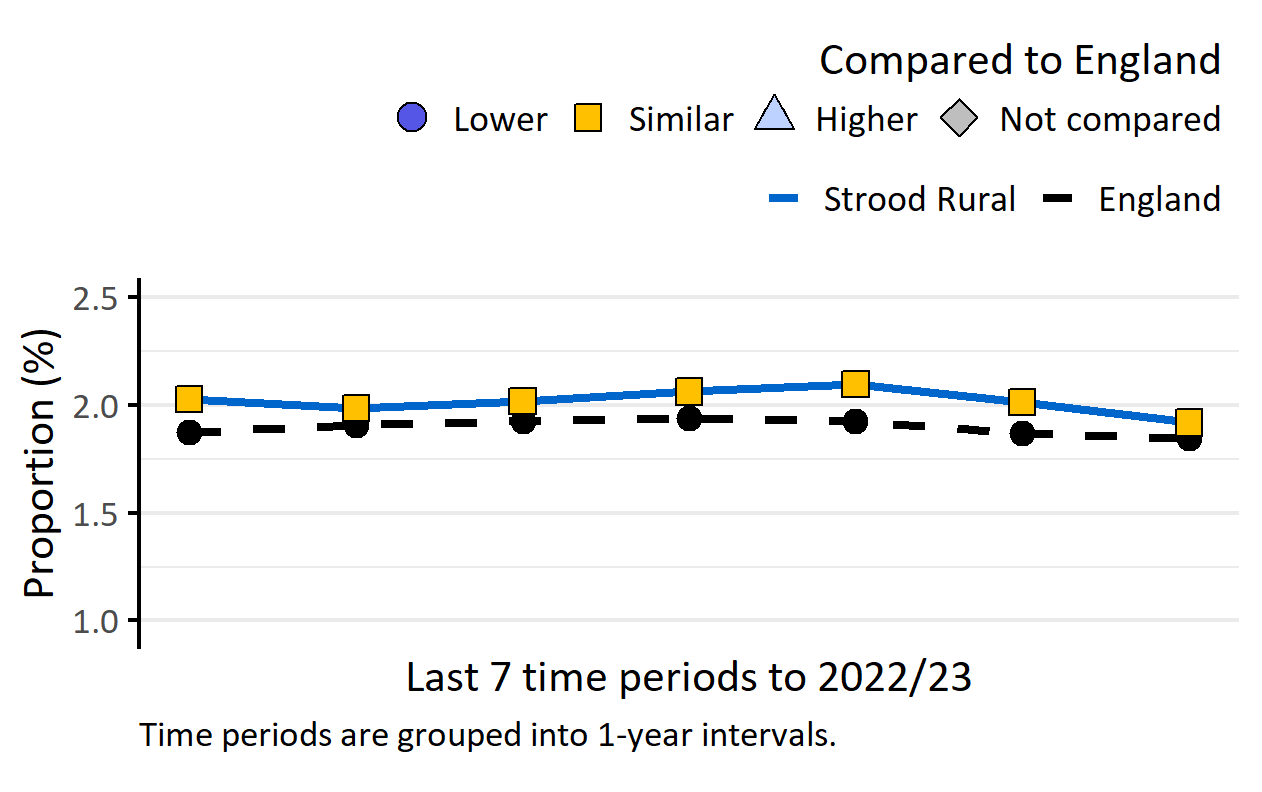 Compared to England
Lower Similar Higher Not compared
Strood Rural England
2.5
2.0
1.5
1.0
Proportion (%)
Last 7 time periods to 2022/23
Time periods are grouped into 1-year intervals.